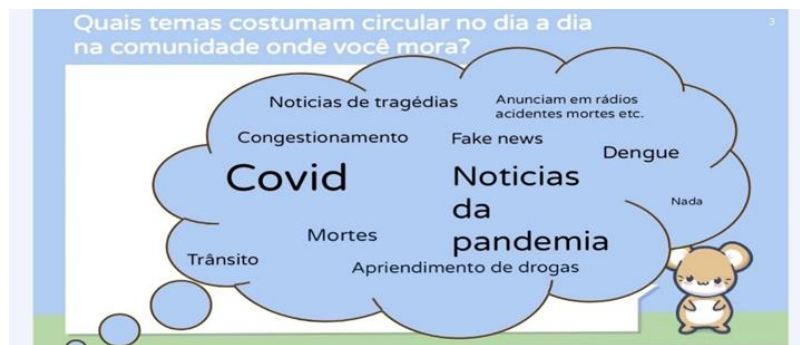 Quais temas costumam circular no dia a dia
na comunidade onde você mora?
3
Noticias de tragédias
Anunciam em rádios
acidentes mortes etc.
Congestionamento
Fake news
Dengue
Covid
Noticias
da
pandemia
Nada
Mortes
Trânsito
Apriendimento de drogas